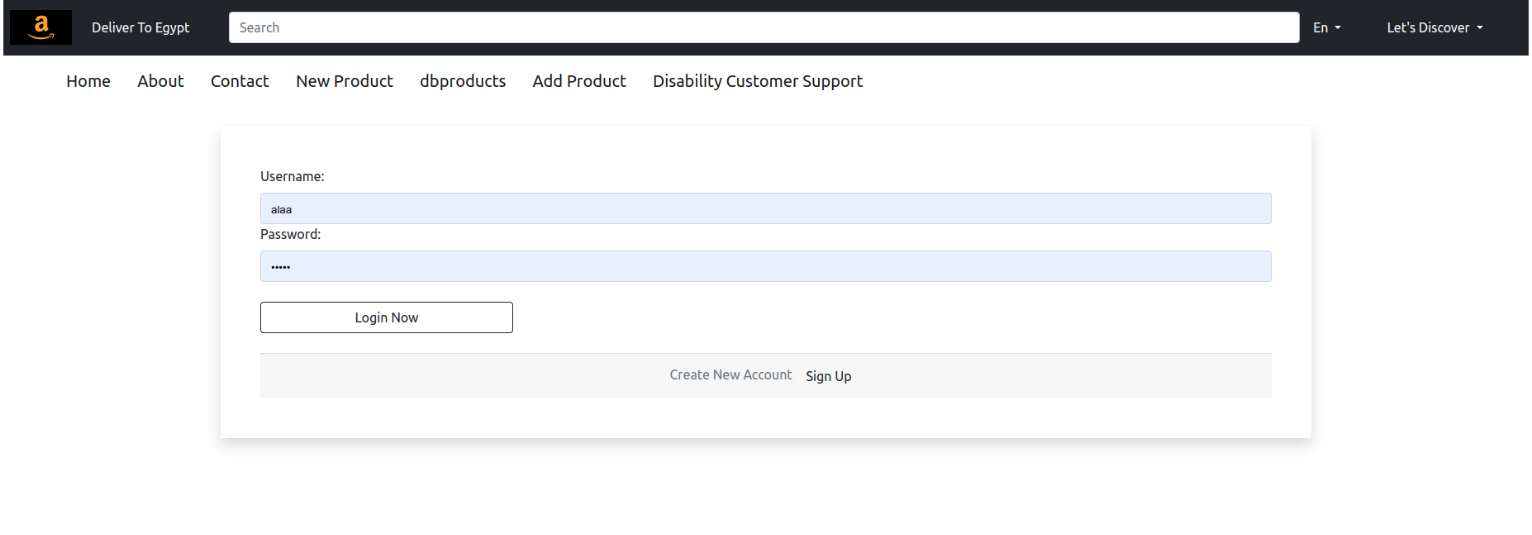 a Deliver To Egypt Search En Let's Discover
Home About Contact New Product dbproducts Add Product Disability Customer Support
Username:
alaa
Password:
•••••
Login Now
Create New Account Sign Up